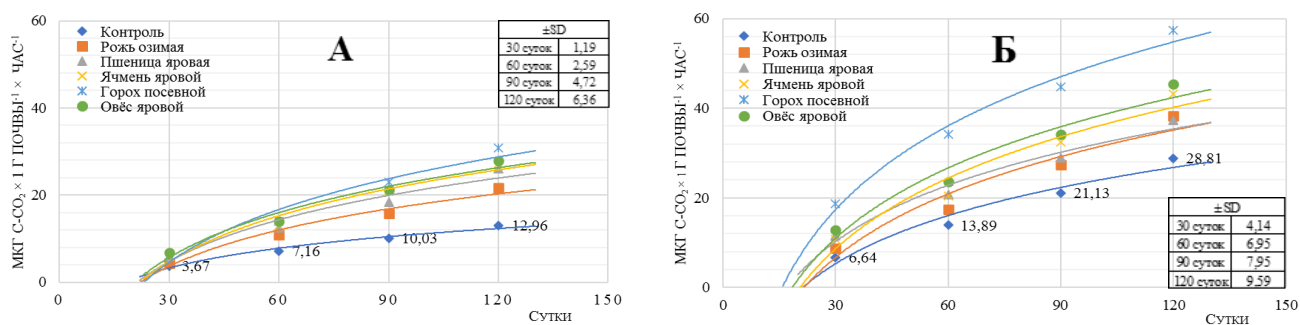 А
60
40
20
0
МКГ С-CO₂ × 1 Г ПОЧВЫ⁻¹ × ЧАС⁻¹
Контроль
Рожь озимая
Пшеница яровая
Ячмень яровой
Горох посевной
Овёс яровой
±SD
30 суток 1,19
60 суток 2,59
90 суток 4,72
120 суток 6,36
3,67
7,16
10,03
12,96
0 30 60 90 120 150
Сутки
Б
60
40
20
0
МКГ С-CO₂ × 1 Г ПОЧВЫ⁻¹ × ЧАС⁻¹
Контроль
Рожь озимая
Пшеница яровая
Ячмень яровой
Горох посевной
Овёс яровой
6,64
13,89
21,13
28,81
±SD
30 суток 4,14
60 суток 6,95
90 суток 7,95
120 суток 9.59
0 30 60 90 120 150
Сутки